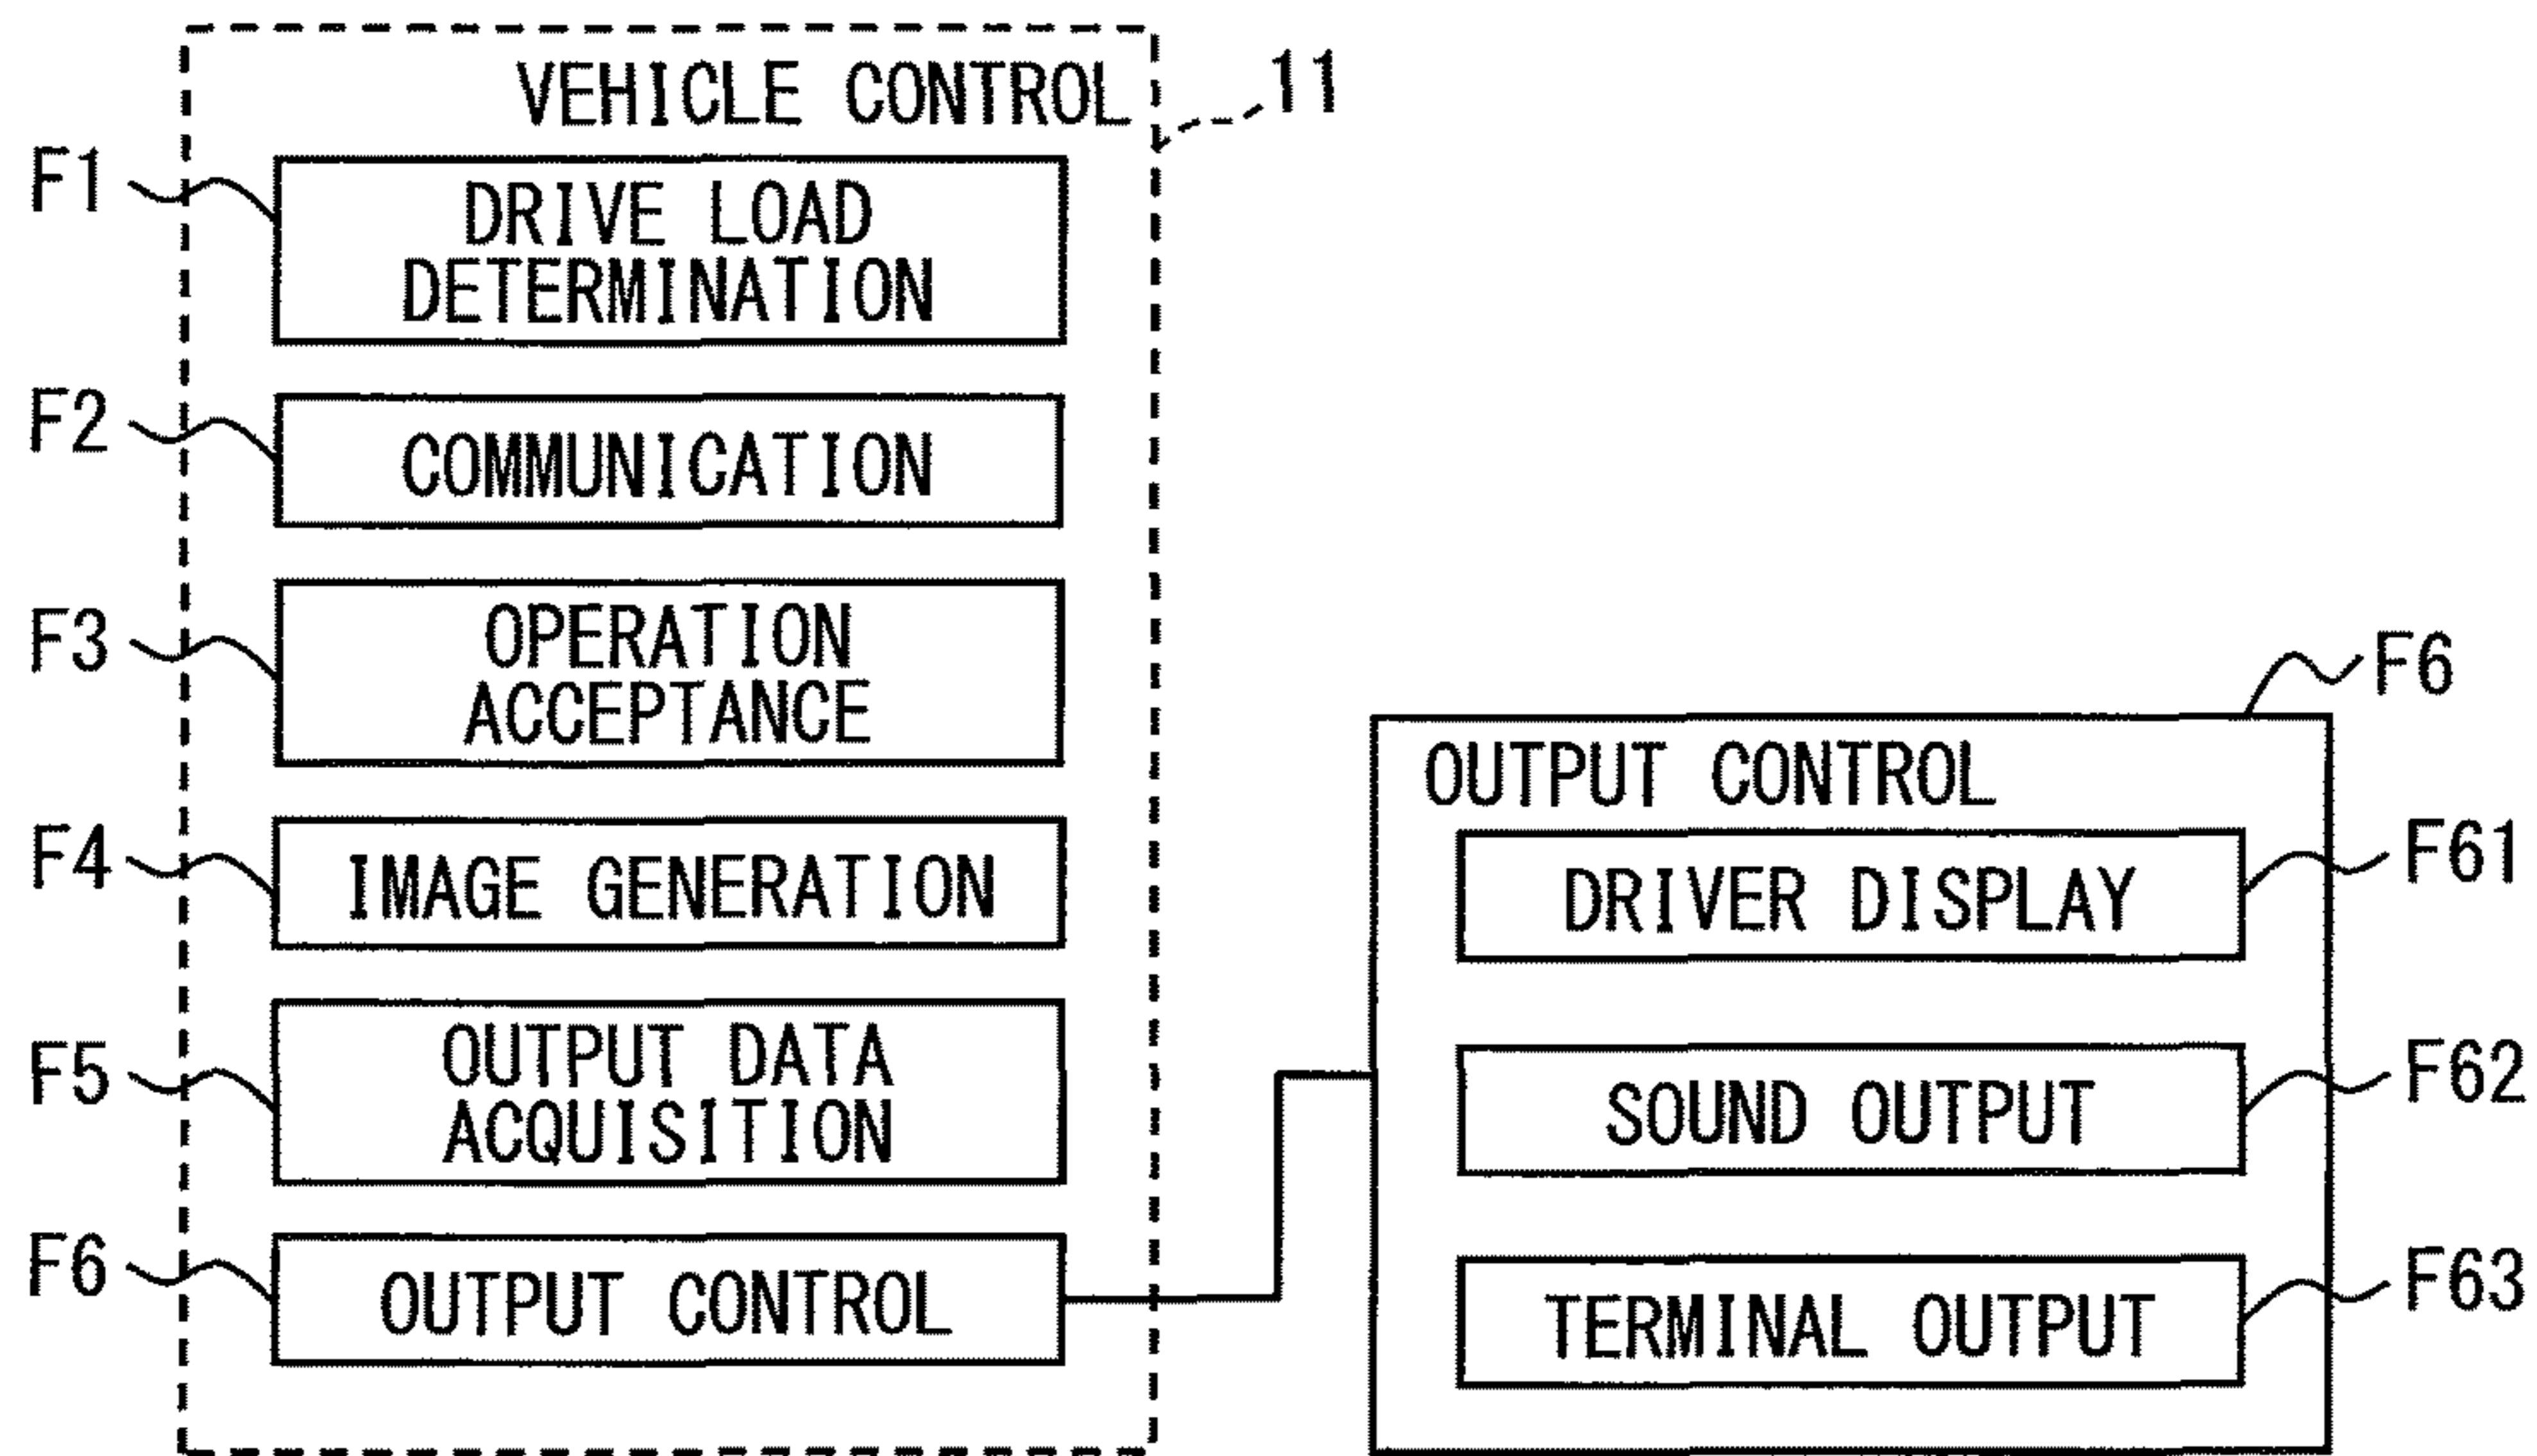 VEHICLE CONTROL
11
F1
DRIVE LOAD
DETERMINATION
F2
COMMUNICATION
F3
OPERATION
ACCEPTANCE
F4
IMAGE GENERATION
F5
OUTPUT DATA
ACQUISITION
F6
OUTPUT CONTROL
F6
OUTPUT CONTROL
DRIVER DISPLAY
F61
SOUND OUTPUT
F62
TERMINAL OUTPUT
F63